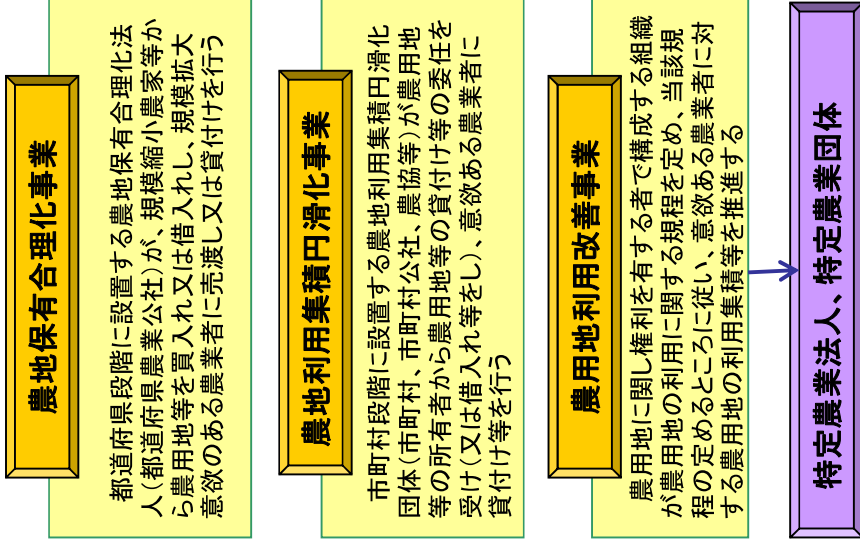 農地保有合理化事業
都道府県段階に設置する農地保有合理化法
人（都道府県農業公社）が、規模縮小農家等か
ら農用地等を買入れ又は借入れし、規模拡大
意欲のある農業者に売渡し又は貸付けを行う
農地利用集積円滑化事業
市町村段階に設置する農地利用集積円滑化
団体（市町村、市町村公社、農協等）が農用地
等の所有者から農用地等の貸付け等の委任を
受け（又は借入れ等をし）、意欲ある農業者に
貸付け等を行う
農用地利用改善事業
農用地に関し権利を有する者で構成する組織
が農用地の利用に関する規程を定め、当該規
程の定めるところに従い、意欲ある農業者に対
する農用地の利用集積等を推進する
特定農業法人、特定農業団体